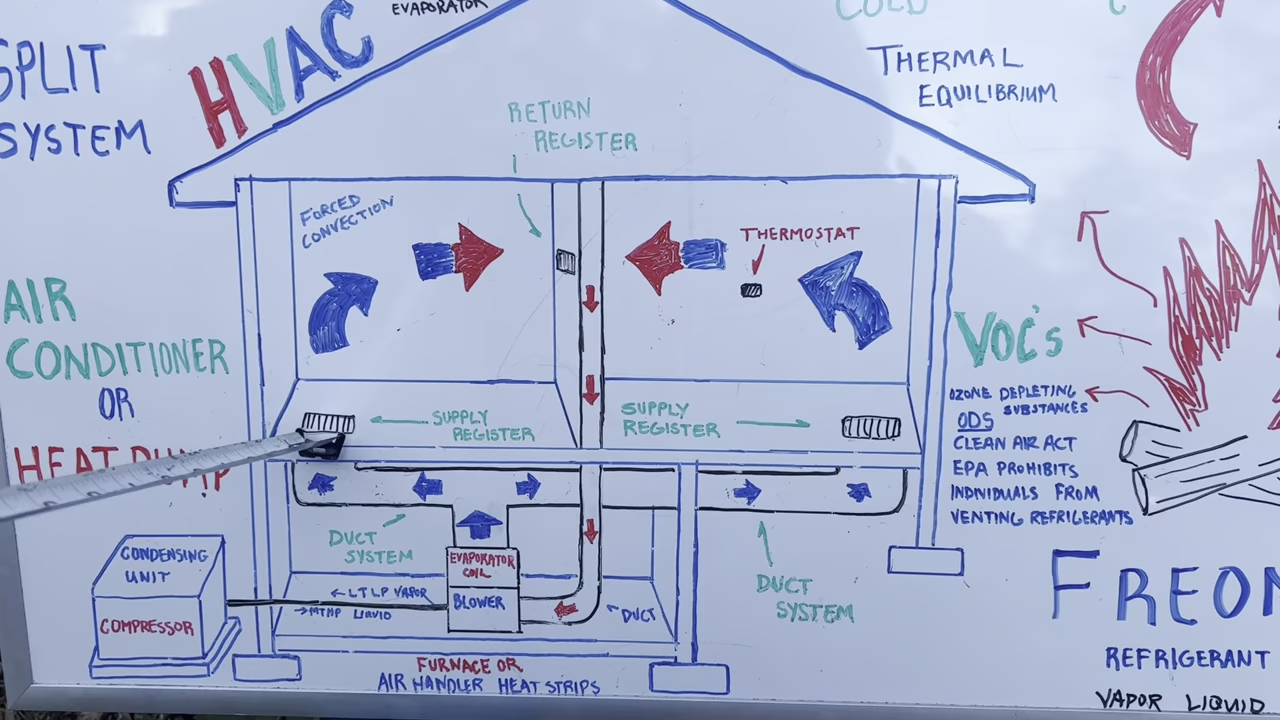 EVAPORATOR
COLD
C
SPLIT
SYSTEM
HVAC
THERMAL
EQUILIBRIUM
RETURN
REGISTER
FORCED
CONVECTION
THERMOSTAT
AIR
CONDITIONER
OR
HEAT PUMP
SUPPLY
REGISTER
SUPPLY
REGISTER
VOC's
OZONE DEPLETING
SUBSTANCES
ODS
CLEAN AIR ACT
EPA PROHIBITS
INDIVIDUALS FROM
VENTING REFRIGERANTS
DUCT
SYSTEM
DUCT
SYSTEM
CONDENSING
UNIT
COMPRESSOR
EVAPORATOR
COIL
BLOWER
LTLP VAPOR
MTHP LIQUID
DUCT
FURNACE OR
AIR HANDLER HEAT STRIPS
FREON
REFRIGERANT
VAPOR LIQUID